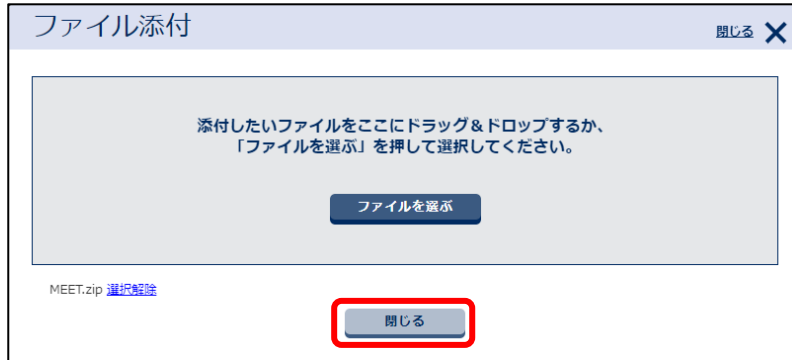 ファイル添付
閉じる
添付したいファイルをここにドラッグ&ドロップするか、
「ファイルを選ぶ」を押して選択してください。
ファイルを選ぶ
MEET.zip 選択解除
閉じる